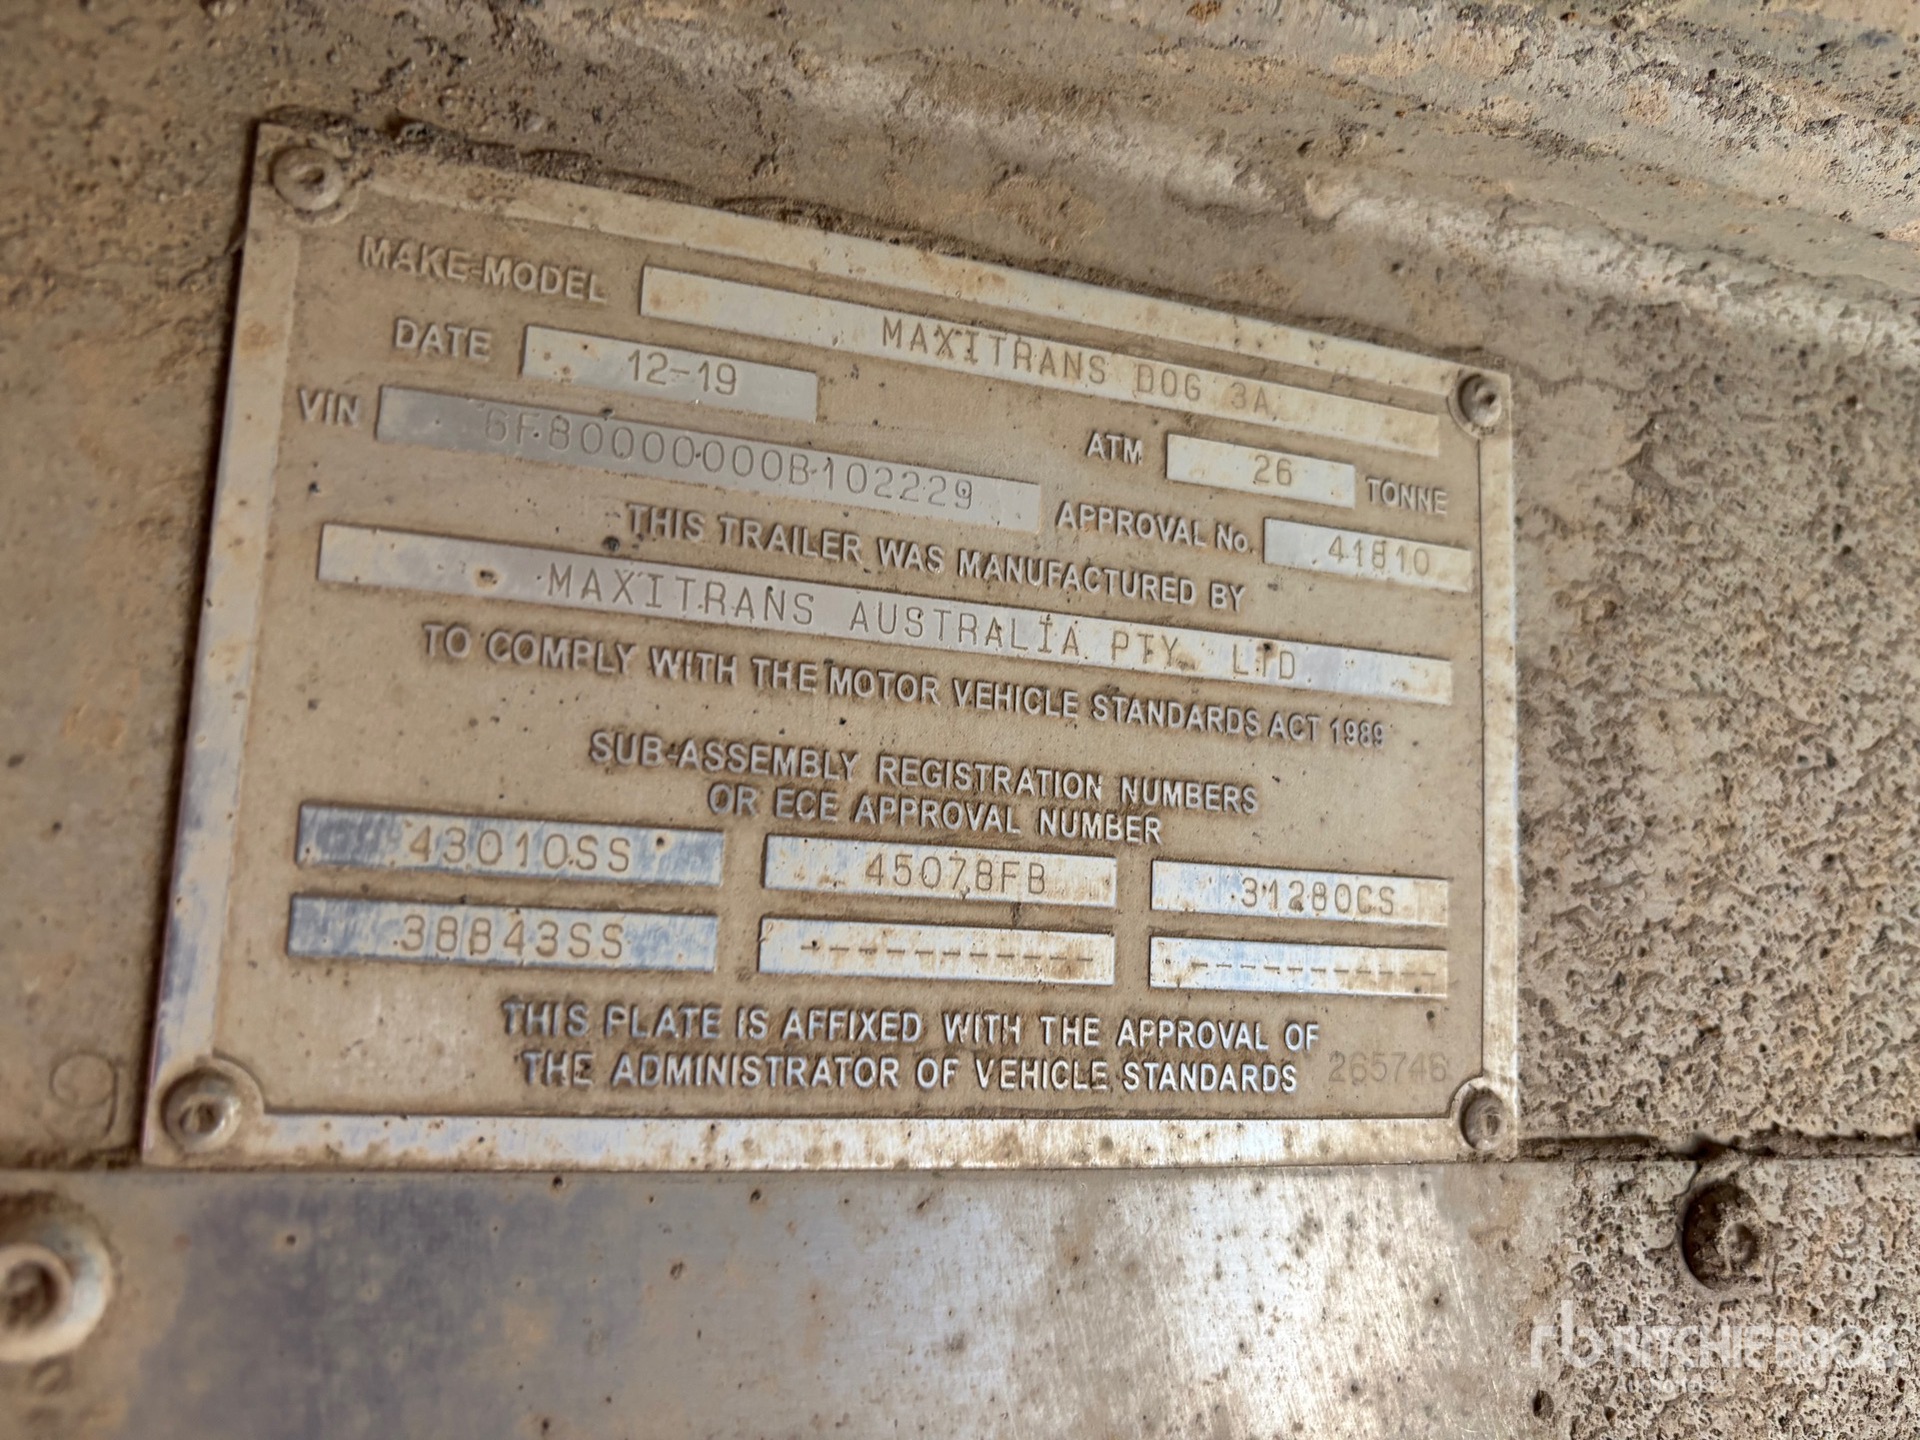 MAKE-MODEL MAXITRANS DOG 3A
DATE 12-19
ATM 26 TONNE
VIN 6F80000000B102229
APPROVAL No. 41810
THIS TRAILER WAS MANUFACTURED BY
MAXITRANS AUSTRALIA PTY LTD
TO COMPLY WITH THE MOTOR VEHICLE STANDARDS ACT 1989
SUB-ASSEMBLY REGISTRATION NUMBERS
OR ECE APPROVAL NUMBER
43010SS 45078FB 31280CS
38843SS ---------- ------------
THIS PLATE IS AFFIXED WITH THE APPROVAL OF
THE ADMINISTRATOR OF VEHICLE STANDARDS 265746
rb RITCHIE BROS.